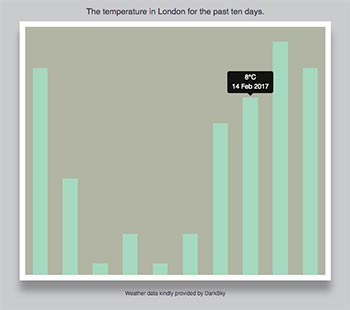 The temperature in London for the past ten days.
8°C
14 Feb 2017
Weather data kindly provided by DarkSky